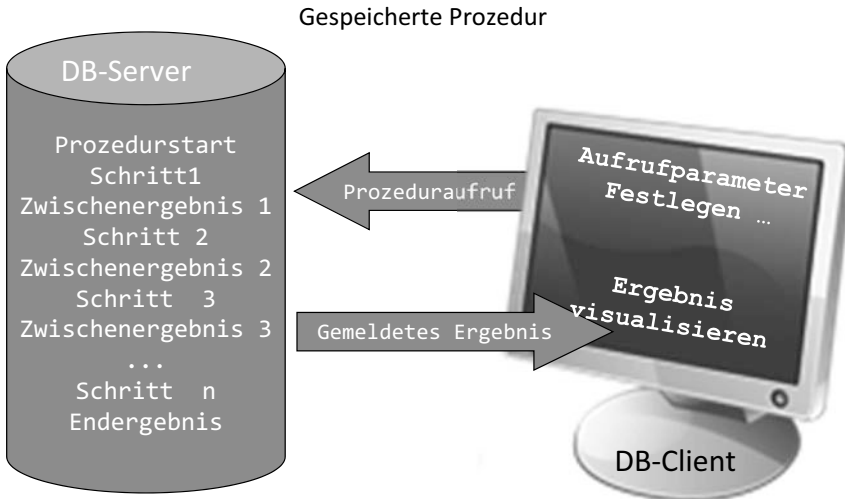 Gespeicherte Prozedur
DB-Server
Prozedurstart
Schritt1
Zwischenergebnis 1
Schritt 2
Zwischenergebnis 2
Schritt 3
Zwischenergebnis 3
...
Schritt n
Endergebnis
Prozeduraufruf
Gemeldetes Ergebnis
Aufrufparameter
Festlegen …
Ergebnis
visualisieren
DB-Client